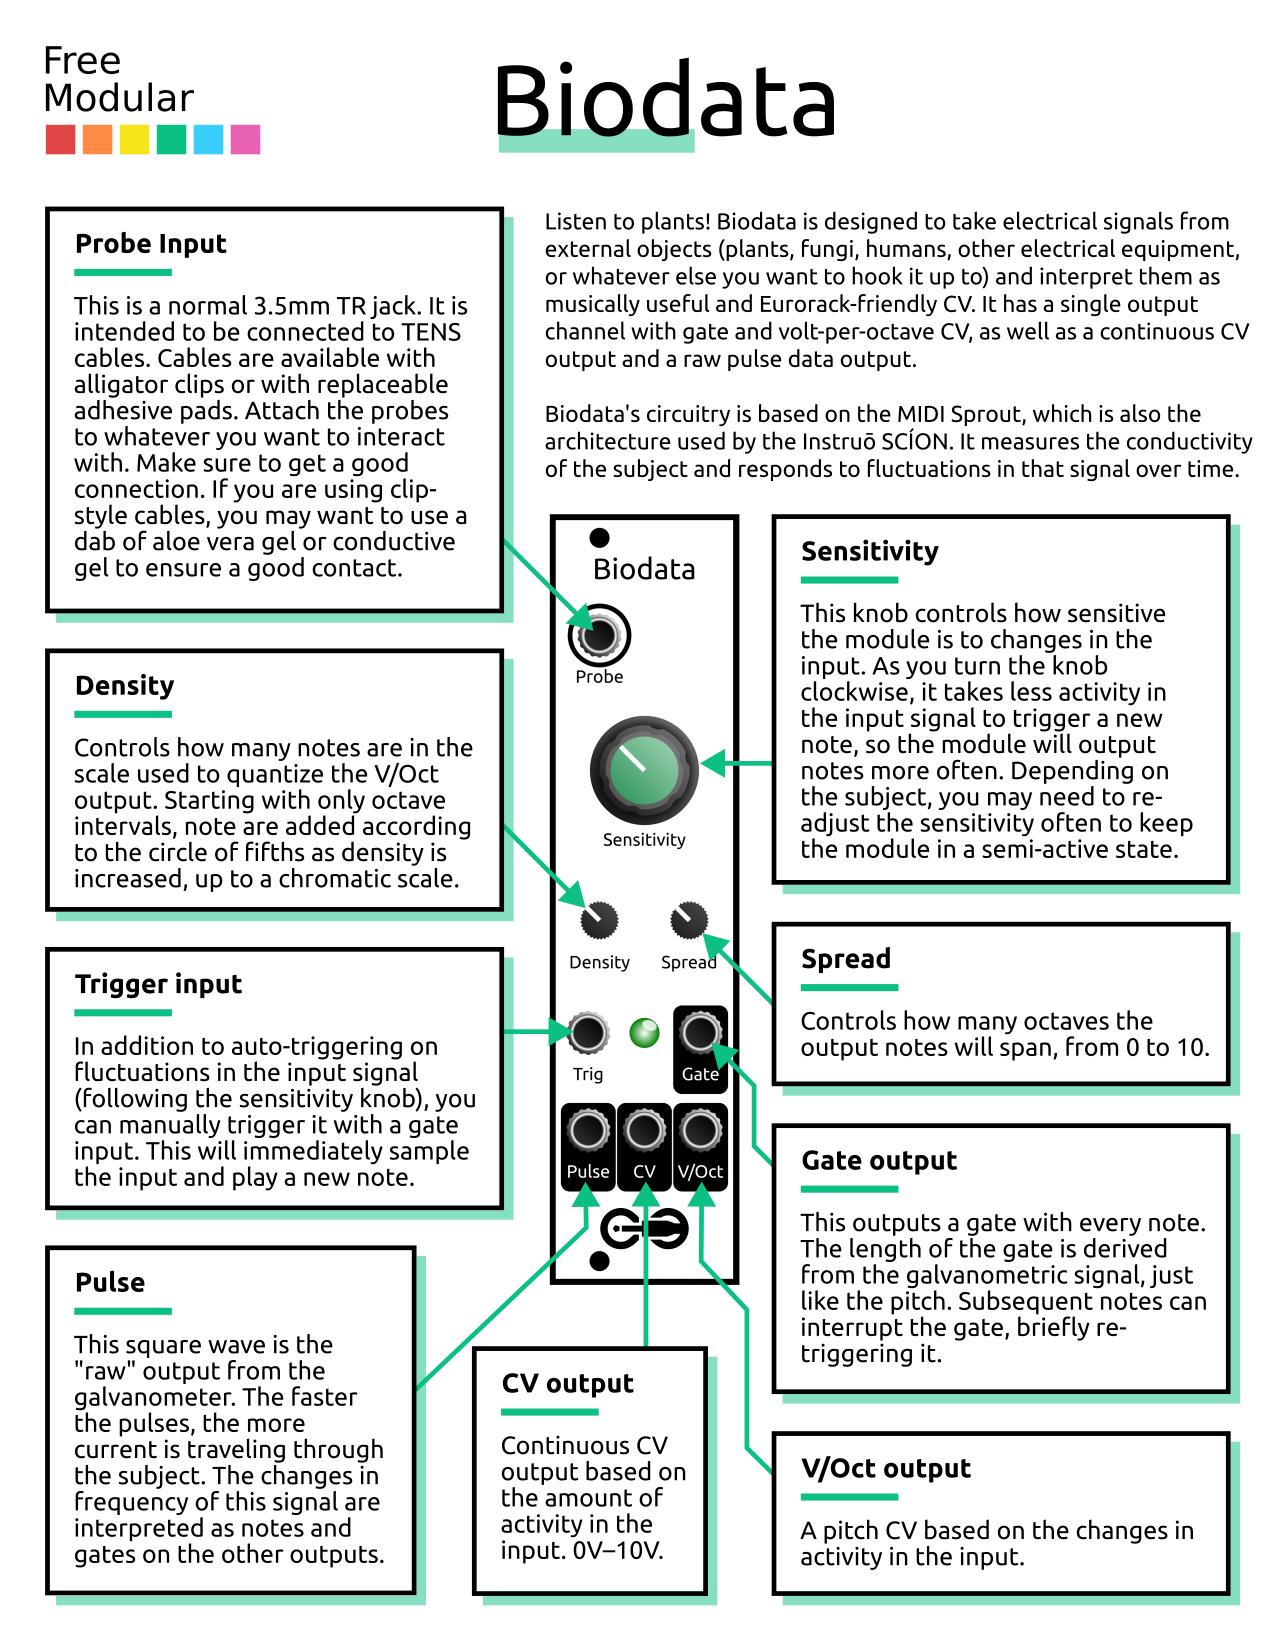 Free
Modular
Biodata
Probe Input
This is a normal 3.5mm TR jack. It is
intended to be connected to TENS
cables. Cables are available with
alligator clips or with replaceable
adhesive pads. Attach the probes
to whatever you want to interact
with. Make sure to get a good
connection. If you are using clip-
style cables, you may want to use a
dab of aloe vera gel or conductive
gel to ensure a good contact.
Listen to plants! Biodata is designed to take electrical signals from
external objects (plants, fungi, humans, other electrical equipment,
or whatever else you want to hook it up to) and interpret them as
musically useful and Eurorack-friendly CV. It has a single output
channel with gate and volt-per-octave CV, as well as a continuous CV
output and a raw pulse data output.
Biodata's circuitry is based on the MIDI Sprout, which is also the
architecture used by the Instruō SCÍON. It measures the conductivity
of the subject and responds to fluctuations in that signal over time.
Density
Controls how many notes are in the
scale used to quantize the V/Oct
output. Starting with only octave
intervals, note are added according
to the circle of fifths as density is
increased, up to a chromatic scale.
Trigger input
In addition to auto-triggering on
fluctuations in the input signal
(following the sensitivity knob), you
can manually trigger it with a gate
input. This will immediately sample
the input and play a new note.
Pulse
This square wave is the
"raw" output from the
galvanometer. The faster
the pulses, the more
current is traveling through
the subject. The changes in
frequency of this signal are
interpreted as notes and
gates on the other outputs.
Biodata
Probe
Sensitivity
Density
Spread
Trig
Gate
Pulse
CV
V/Oct
CV output
Continuous CV
output based on
the amount of
activity in the
input. 0V–10V.
Sensitivity
This knob controls how sensitive
the module is to changes in the
input. As you turn the knob
clockwise, it takes less activity in
the input signal to trigger a new
note, so the module will output
notes more often. Depending on
the subject, you may need to re-
adjust the sensitivity often to keep
the module in a semi-active state.
Spread
Controls how many octaves the
output notes will span, from 0 to 10.
Gate output
This outputs a gate with every note.
The length of the gate is derived
from the galvanometric signal, just
like the pitch. Subsequent notes can
interrupt the gate, briefly re-
triggering it.
V/Oct output
A pitch CV based on the changes in
activity in the input.